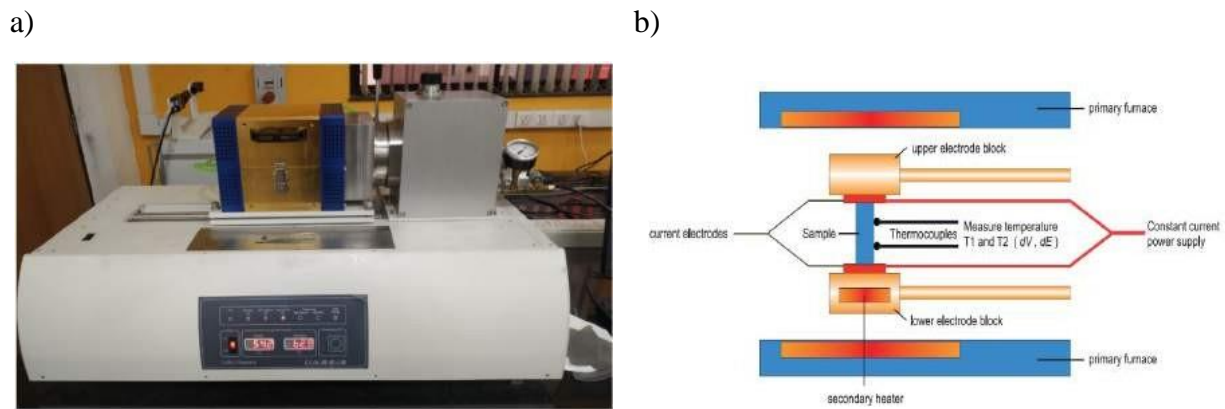 a)
b)
primary furnace
upper electrode block
current electrodes
Sample
Thermocouples
Measure temperature
T1 and T2 (dV, dE)
Constant current
power supply
lower electrode block
primary furnace
secondary heater